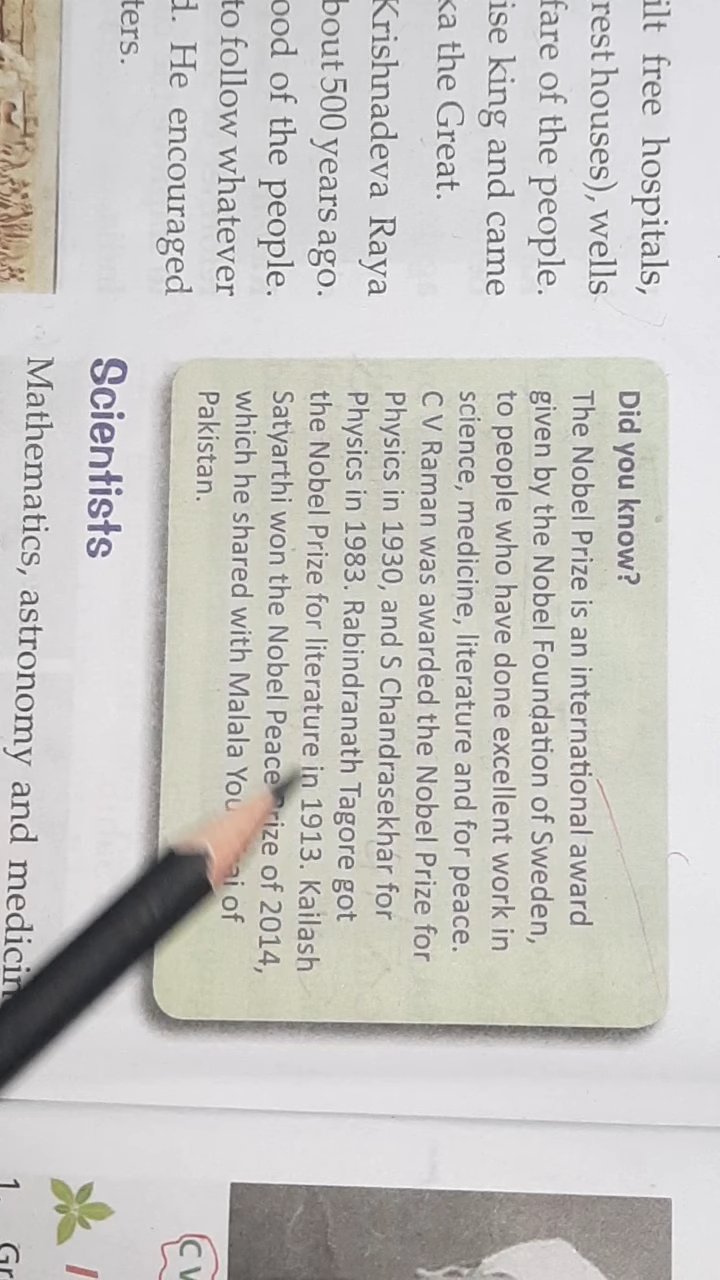 ilt free hospitals,
rest houses), wells
fare of the people.
ise king and came
ka the Great.
Krishnadeva Raya
bout 500 years ago.
ood of the people.
to follow whatever
d. He encouraged
ters.
Did you know?
The Nobel Prize is an international award
given by the Nobel Foundation of Sweden,
to people who have done excellent work in
science, medicine, literature and for peace.
C V Raman was awarded the Nobel Prize for
Physics in 1930, and S Chandrasekhar for
Physics in 1983. Rabindranath Tagore got
the Nobel Prize for literature in 1913. Kailash
Satyarthi won the Nobel Peace Prize of 2014,
which he shared with Malala of
Pakistan.
Scientists
Mathematics, astronomy and medicin
C V
1. Gr